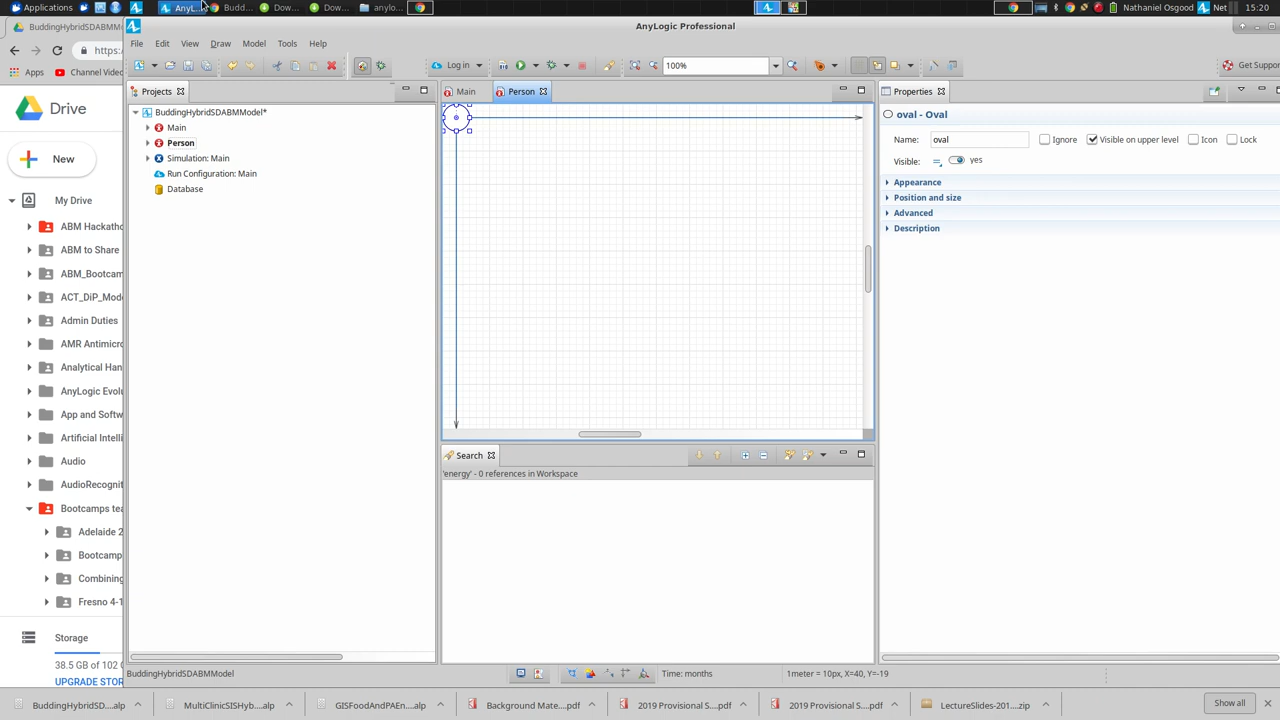 Applications
AnyL...
Budd...
Dow...
Dow...
anylo...
Nathaniel Osgood
Net
15:20
BuddingHybridSDABMMo
AnyLogic Professional
https:
File Edit View Draw Model Tools Help
Apps Channel Vide
Log in
100%
Get Suppor
Drive
New
My Drive
ABM Hackatho
ABM to Share
ABM_Bootcam
ACT_DiP_Mode
Admin Duties
AMR Antimicro
Analytical Han
AnyLogic Evolu
App and Softw
Artificial Intelli
Audio
AudioRecognit
Bootcamps tea
Adelaide 2
Bootcamp
Combining
Fresno 4-1
Storage
38.5 GB of 102 G
UPGRADE STOR
Projects
BuddingHybridSDABMModel*
Main
Person
Simulation: Main
Run Configuration: Main
Database
Main
Person
Search
'energy' - 0 references in Workspace
Properties
oval - Oval
Name: oval Ignore Visible on upper level Icon Lock
Visible: = yes
Appearance
Position and size
Advanced
Description
BuddingHybridSDABMModel
Time: months
1meter = 10px, X=40, Y=-19
BuddingHybridSD....alp
MultiClinicSISHyb....alp
GISFoodAndPAEn....alp
Background Mate....pdf
2019 Provisional S....pdf
2019 Provisional S....pdf
LectureSlides-201....zip
Show all